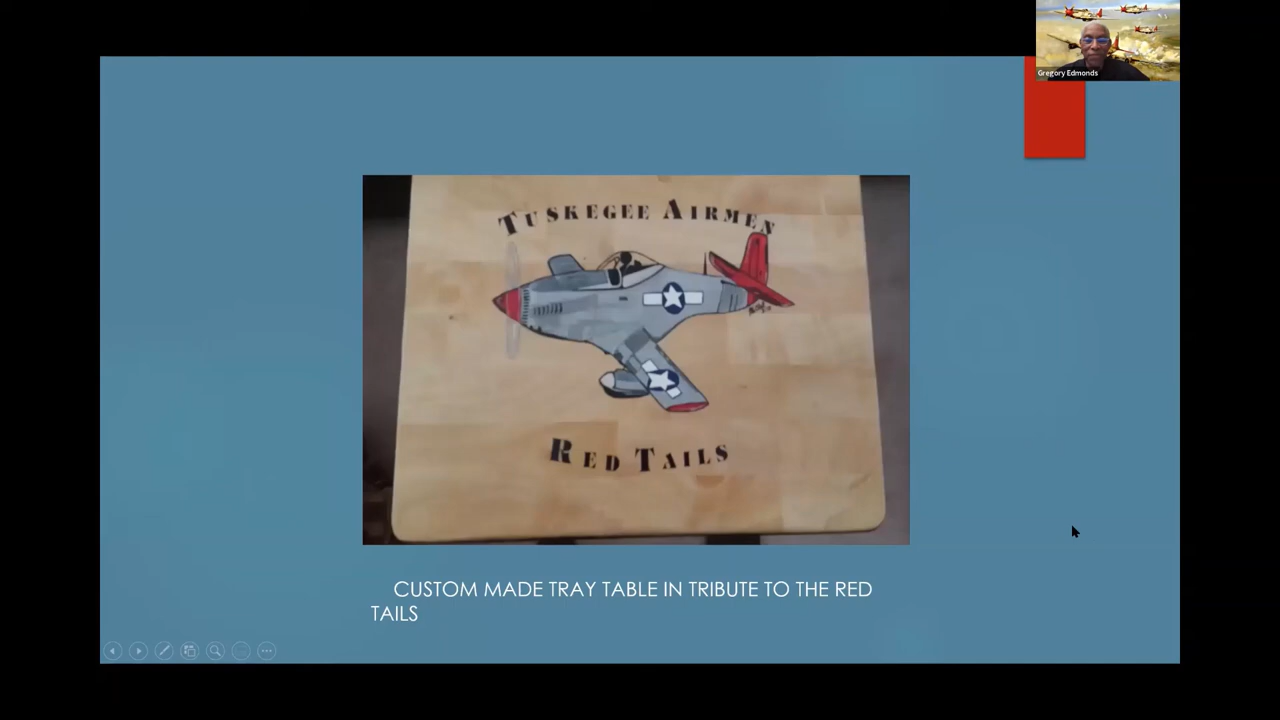 Gregory Edmonds
TUSKEGEE AIRMEN
RED TAILS
CUSTOM MADE TRAY TABLE IN TRIBUTE TO THE RED
TAILS